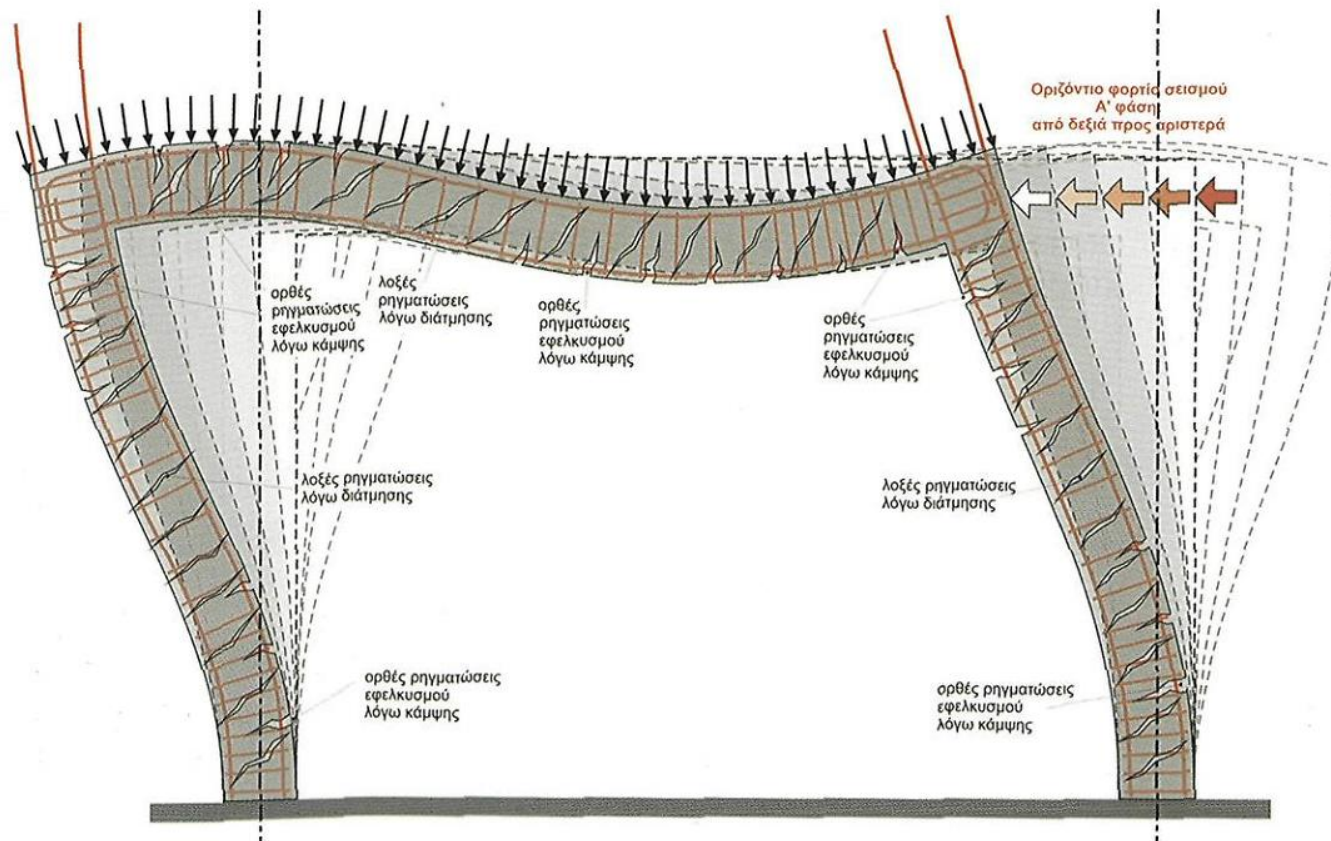 Οριζόντιο φορτίο σεισμού
Α' φάση:
από δεξιά προς αριστερά
ορθές
ρηγματώσεις
εφελκυσμού
λόγω κάμψης
λοξές
ρηγματώσεις
λόγω διάτμησης
ορθές
ρηγματώσεις
εφελκυσμού
λόγω κάμψης
ορθές
ρηγματώσεις
εφελκυσμού
λόγω κάμψης
λοξές ρηγματώσεις
λόγω διάτμησης
λοξές ρηγματώσεις
λόγω διάτμησης
ορθές ρηγματώσεις
εφελκυσμού
λόγω κάμψης
ορθές ρηγματώσεις
εφελκυσμού
λόγω κάμψης